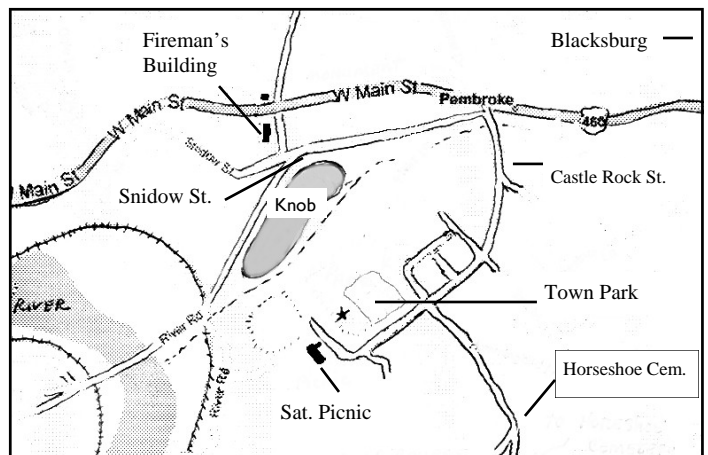 Fireman's
Building
Blacksburg
W Main St
Pembroke
W Main St
460
Snidow St
Main St
Snidow St.
Castle Rock St.
Knob
RIVER
Town Park
River Rd
Horseshoe Cem.
River Rd
Sat. Picnic